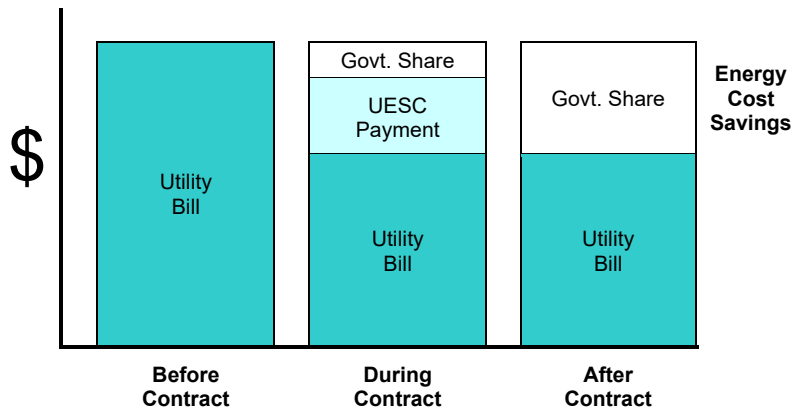 $
Utility
Bill
Govt. Share
UESC
Payment
Utility
Bill
Govt. Share
Utility
Bill
Energy
Cost
Savings
Before
Contract
During
Contract
After
Contract